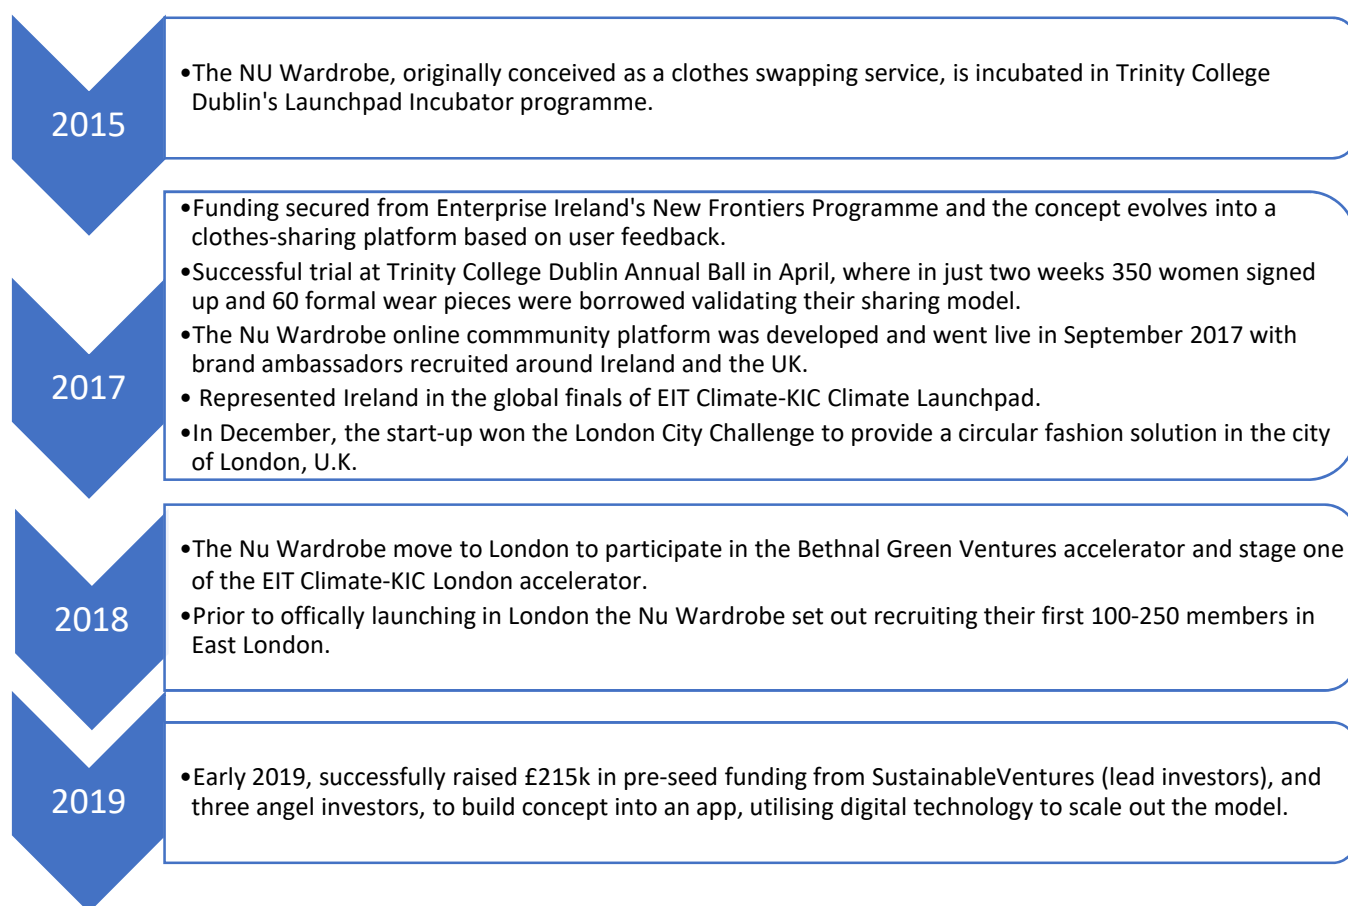 2015
•The NU Wardrobe, originally conceived as a clothes swapping service, is incubated in Trinity College
Dublin's Launchpad Incubator programme.
2017
•Funding secured from Enterprise Ireland's New Frontiers Programme and the concept evolves into a
clothes-sharing platform based on user feedback.
•Successful trial at Trinity College Dublin Annual Ball in April, where in just two weeks 350 women signed
up and 60 formal wear pieces were borrowed validating their sharing model.
•The Nu Wardrobe online commmunity platform was developed and went live in September 2017 with
brand ambassadors recruited around Ireland and the UK.
• Represented Ireland in the global finals of EIT Climate-KIC Climate Launchpad.
•In December, the start-up won the London City Challenge to provide a circular fashion solution in the city
of London, U.K.
2018
•The Nu Wardrobe move to London to participate in the Bethnal Green Ventures accelerator and stage one
of the EIT Climate-KIC London accelerator.
•Prior to offically launching in London the Nu Wardrobe set out recruiting their first 100-250 members in
East London.
2019
•Early 2019, successfully raised £215k in pre-seed funding from SustainableVentures (lead investors), and
three angel investors, to build concept into an app, utilising digital technology to scale out the model.